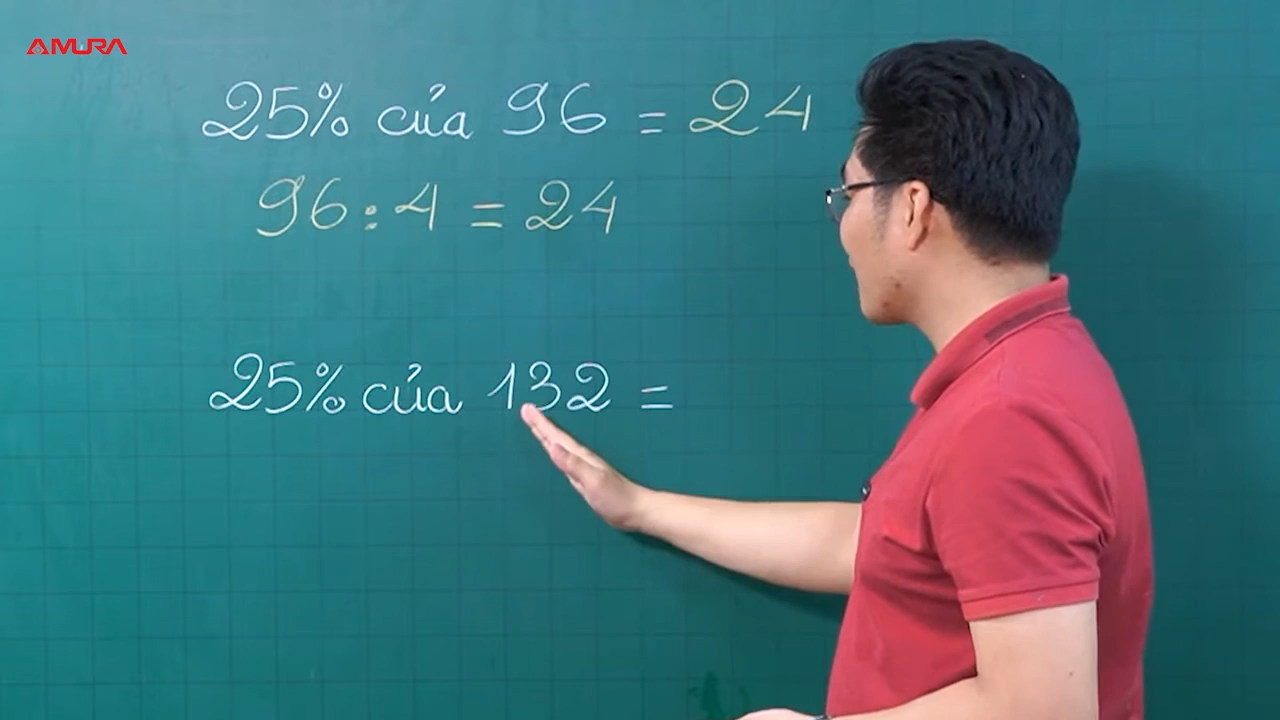 AMURA
25% của 96 = 24
96 : 4 = 24
25% của 132 =